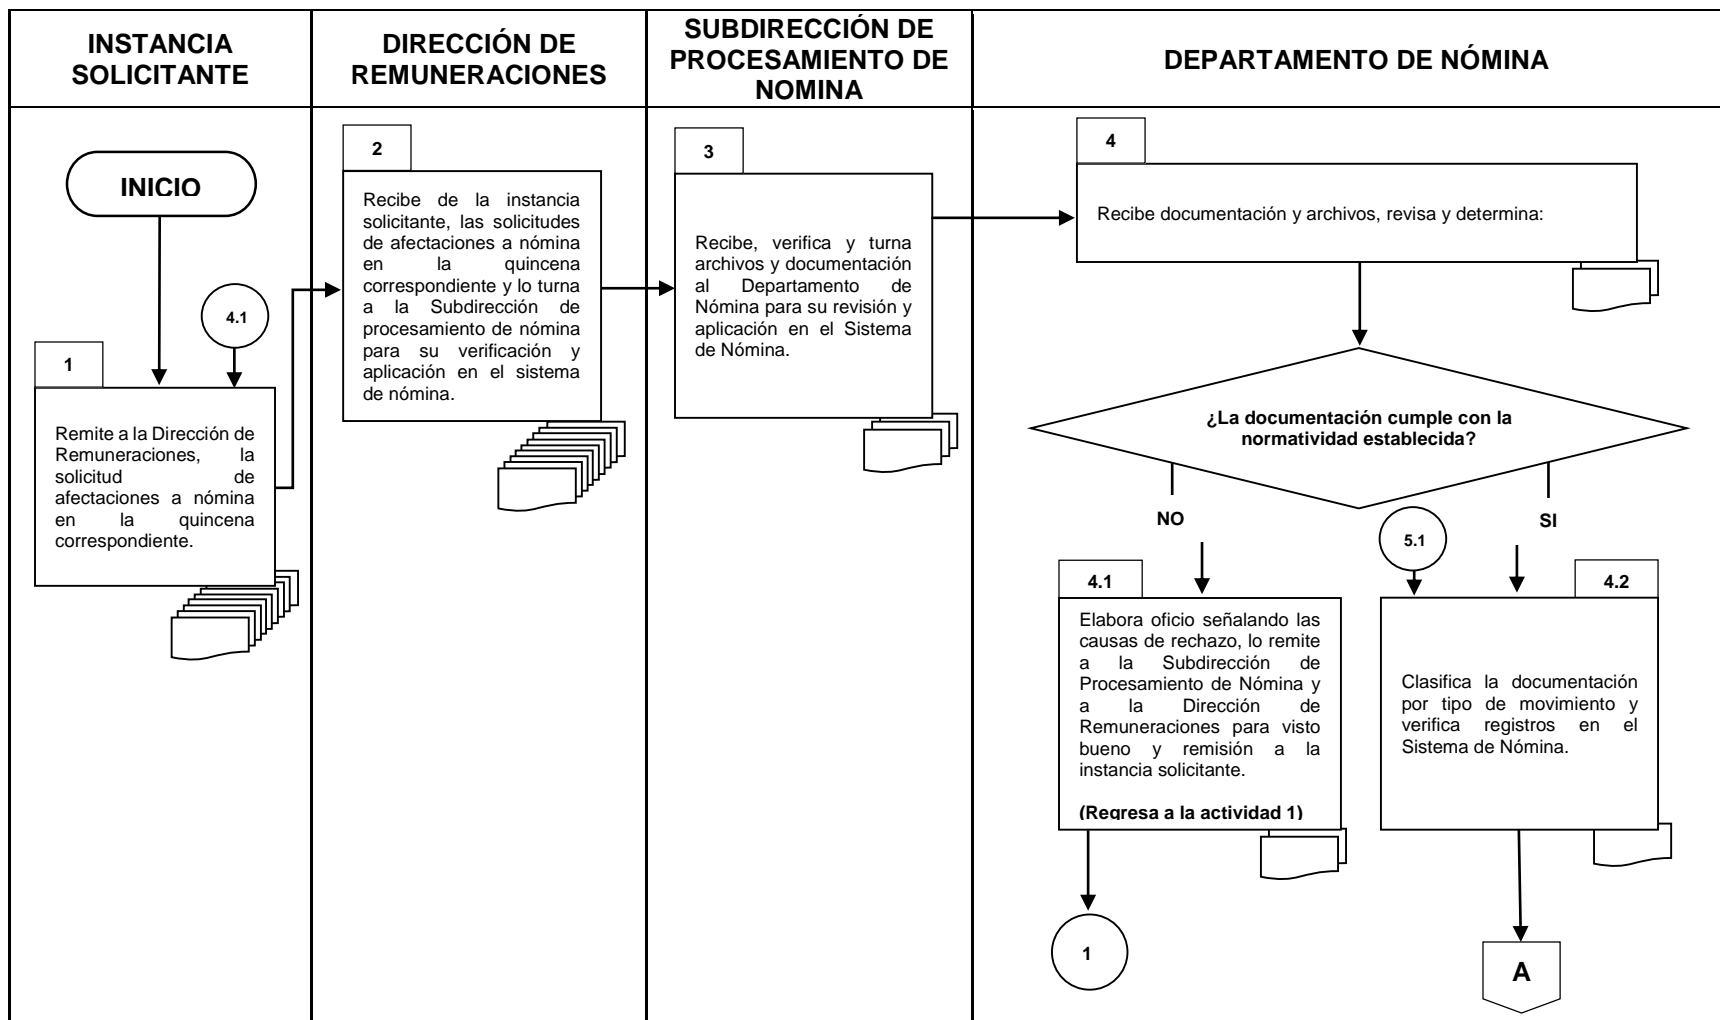 INSTANCIA
SOLICITANTE
DIRECCIÓN DE
REMUNERACIONES
SUBDIRECCIÓN DE
PROCESAMIENTO DE
NOMINA
DEPARTAMENTO DE NÓMINA
INICIO
4.1
1
Remite a la Dirección de
Remuneraciones, la
solicitud de
afectaciones a nómina
en la quincena
correspondiente.
2
Recibe de la instancia
solicitante, las solicitudes
de afectaciones a nómina
en la quincena
correspondiente y lo turna
a la Subdirección de
procesamiento de nómina
para su verificación y
aplicación en el sistema
de nómina.
3
Recibe, verifica y turna
archivos y documentación
al Departamento de
Nómina para su revisión y
aplicación en el Sistema
de Nómina.
4
Recibe documentación y archivos, revisa y determina:
¿La documentación cumple con la
normatividad establecida?
NO
SI
5.1
4.1
Elabora oficio señalando las
causas de rechazo, lo remite
a la Subdirección de
Procesamiento de Nómina y
a la Dirección de
Remuneraciones para visto
bueno y remisión a la
instancia solicitante.
(Regresa a la actividad 1)
1
4.2
Clasifica la documentación
por tipo de movimiento y
verifica registros en el
Sistema de Nómina.
A